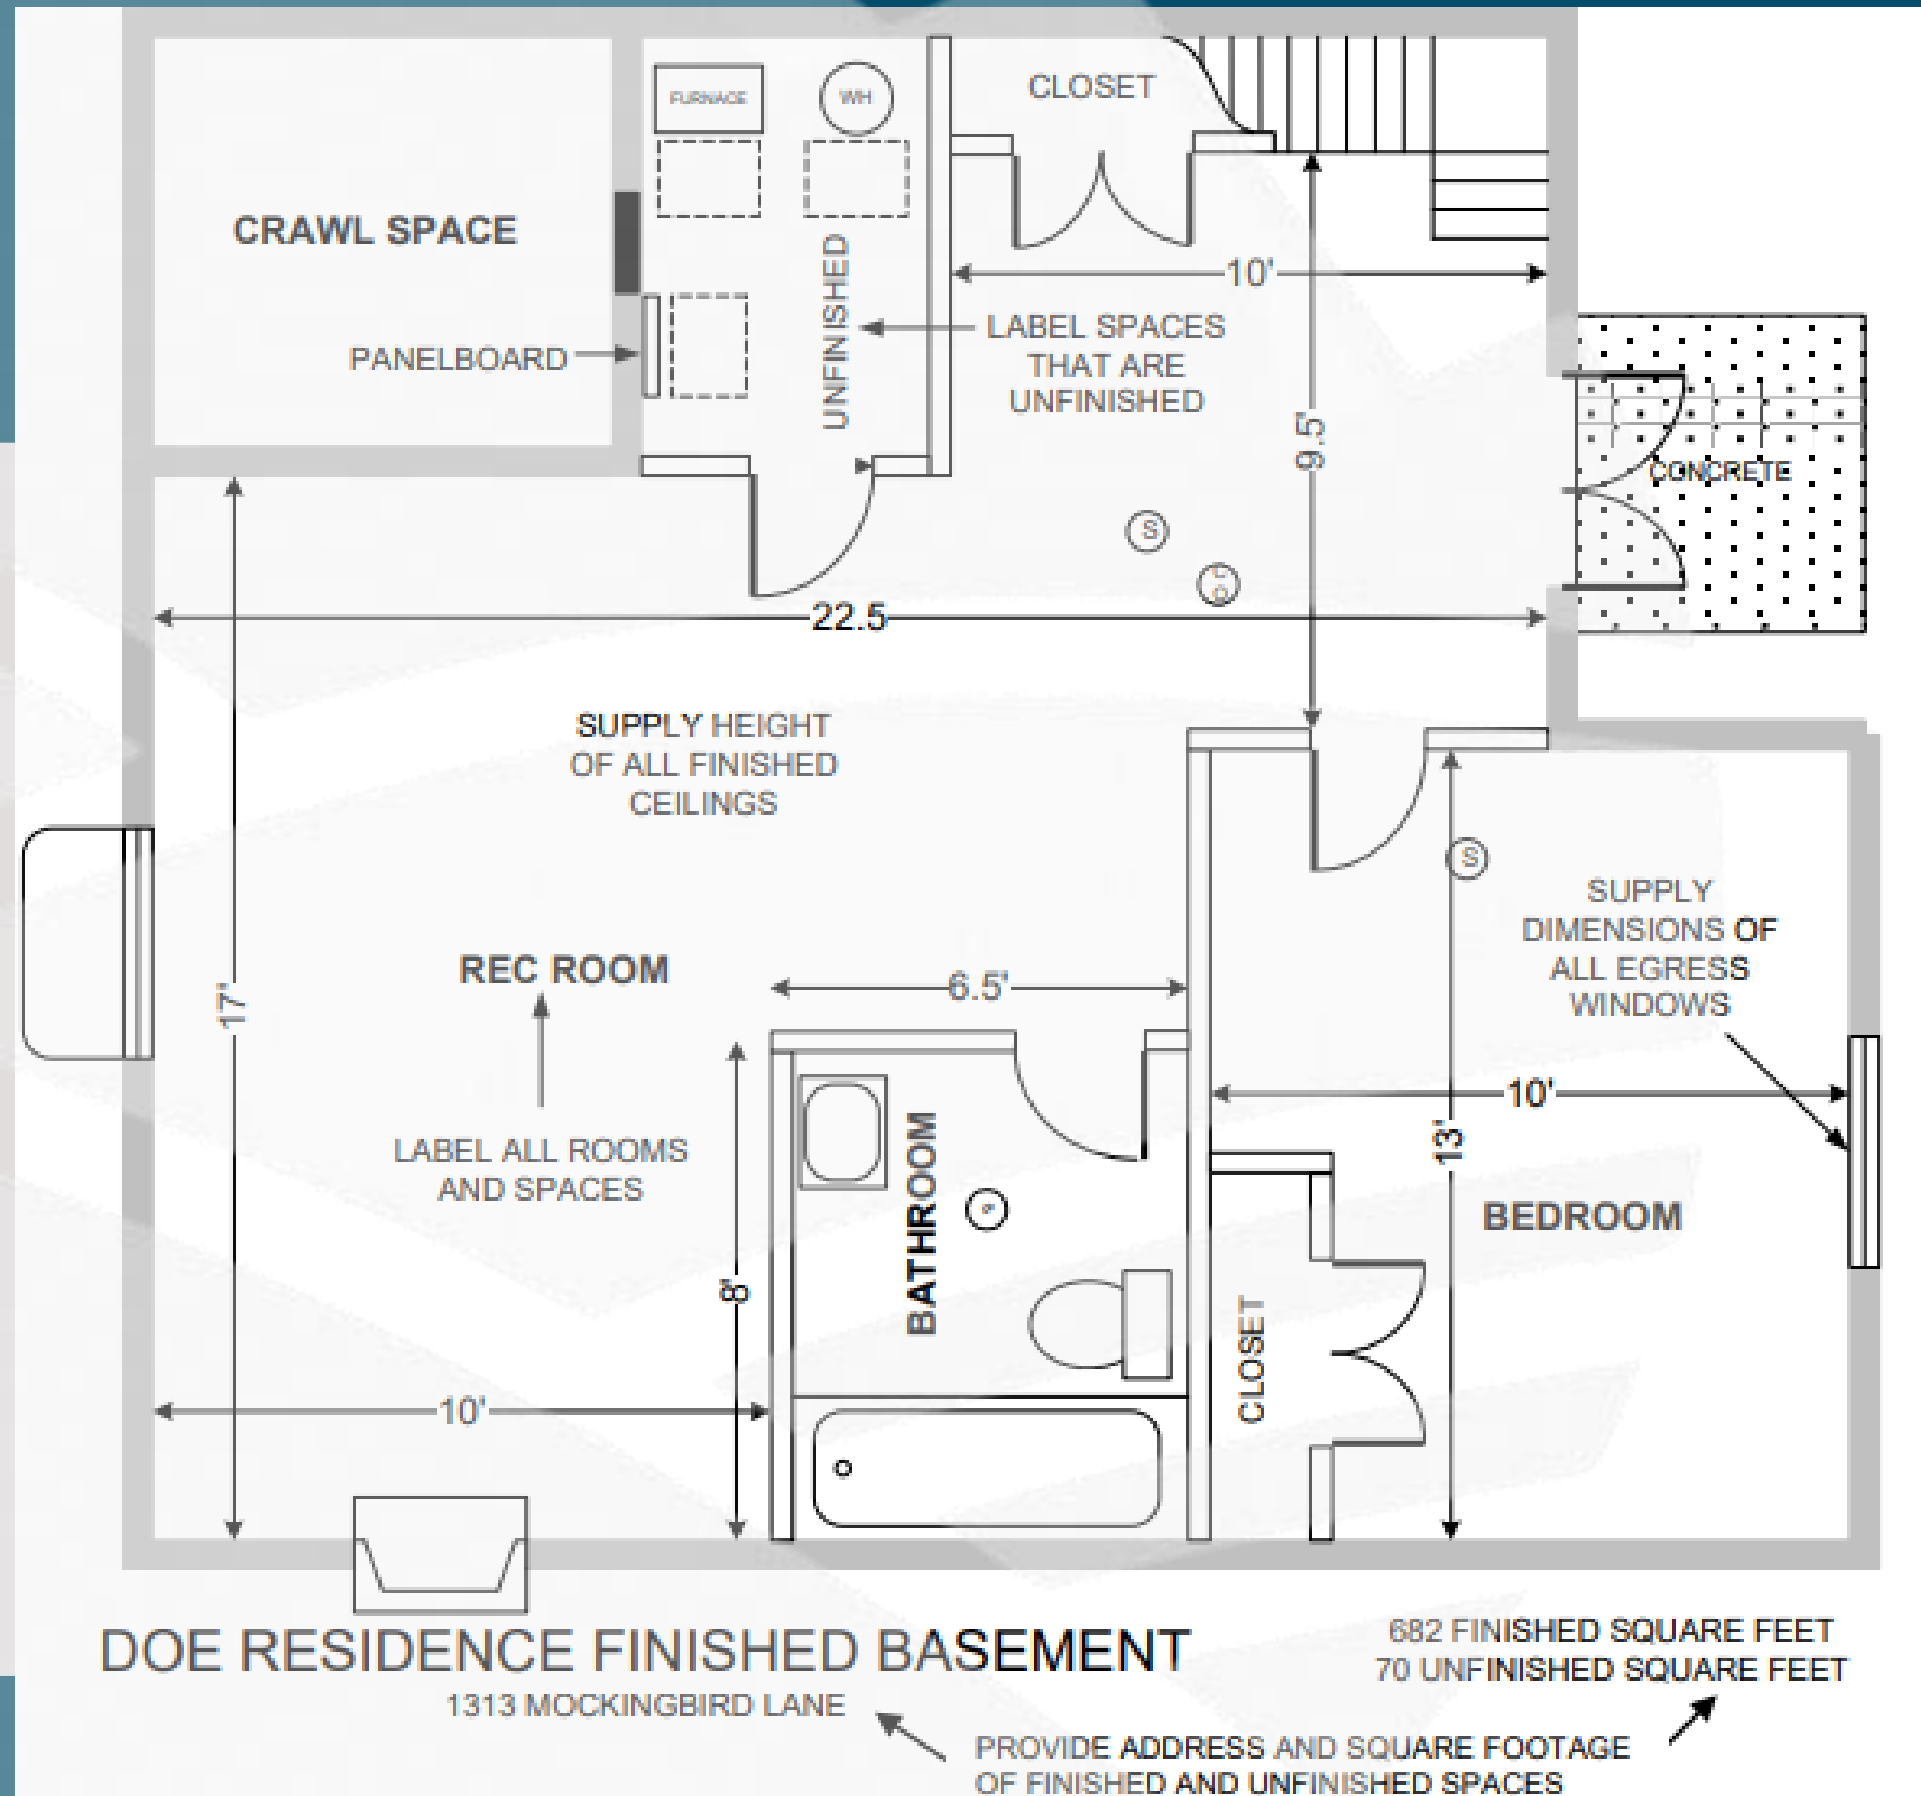 FURNACE
WH
CLOSET
CRAWL SPACE
UNFINISHED
10'
LABEL SPACES
THAT ARE
UNFINISHED
PANELBOARD
9.5'
CONCRETE
S
22.5
SUPPLY HEIGHT
OF ALL FINISHED
CEILINGS
S
SUPPLY
DIMENSIONS OF
ALL EGRESS
WINDOWS
REC ROOM
17'
6.5'
10'
13'
LABEL ALL ROOMS
AND SPACES
BATHROOM
BEDROOM
8'
CLOSET
10'
DOE RESIDENCE FINISHED BASEMENT
1313 MOCKINGBIRD LANE
682 FINISHED SQUARE FEET
70 UNFINISHED SQUARE FEET
PROVIDE ADDRESS AND SQUARE FOOTAGE
OF FINISHED AND UNFINISHED SPACES